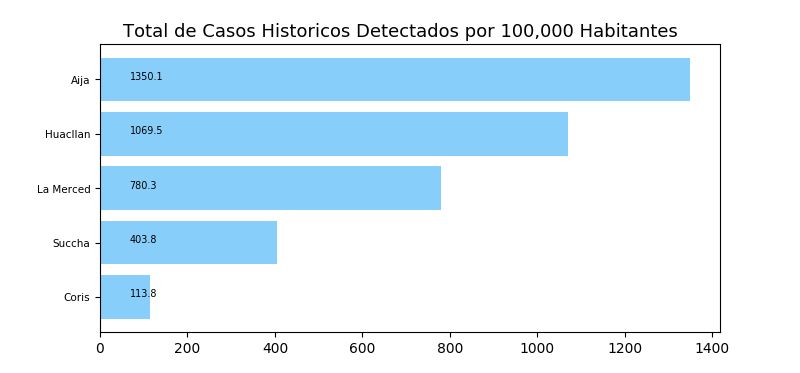 Total de Casos Historicos Detectados por 100,000 Habitantes
Aija 1350.1
Huacllan 1069.5
La Merced 780.3
Succha 403.8
Coris 113.8
0 200 400 600 800 1000 1200 1400